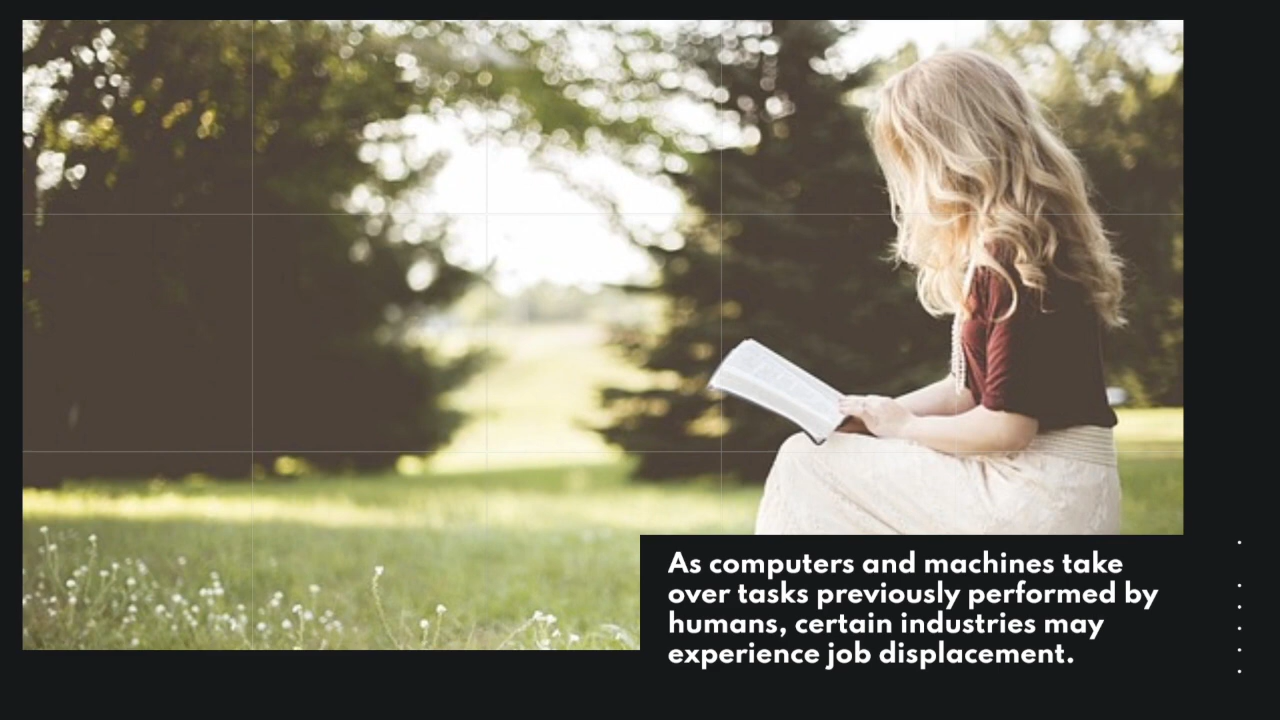 As computers and machines take
over tasks previously performed by
humans, certain industries may
experience job displacement.